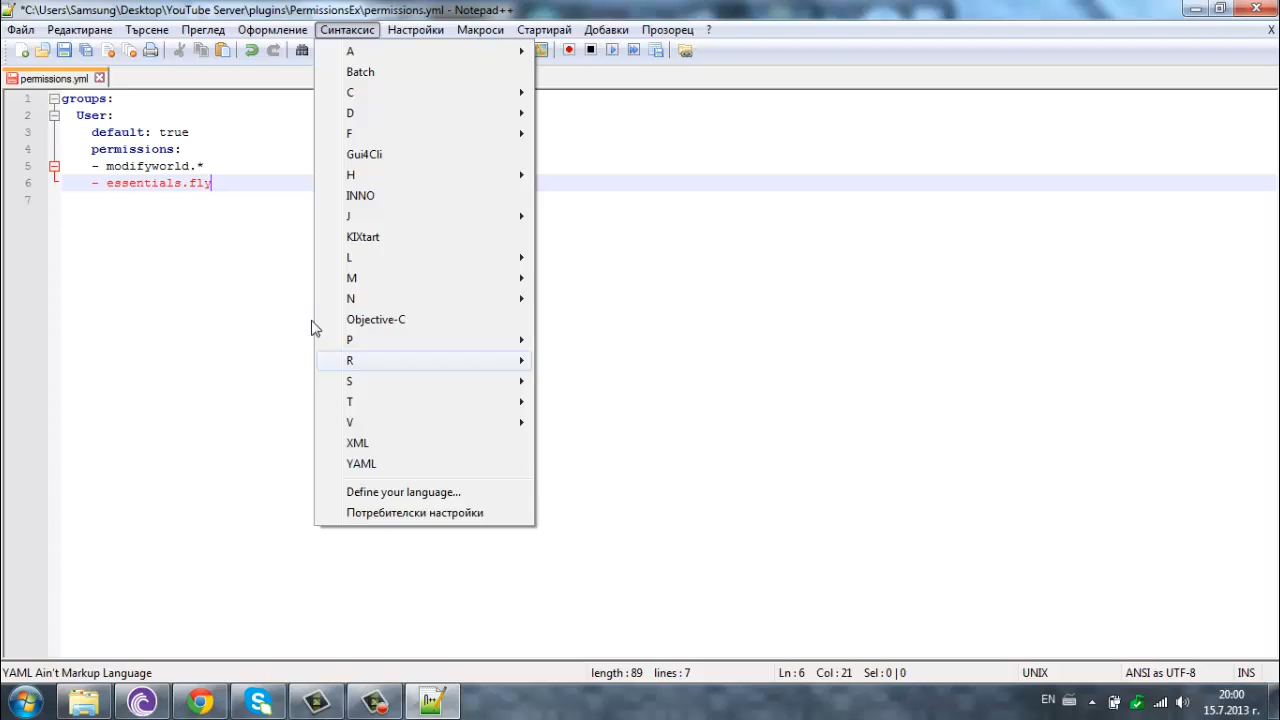 *C:\Users\Samsung\Desktop\YouTube Server\plugins\PermissionsEx\permissions.yml - Notepad++
Файл Редактиране Търсене Преглед Оформление Синтаксис Настройки Макроси Стартирай Добавки Прозорец ? X
permissions.yml
1 groups:
2 User:
3 default: true
4 permissions:
5 - modifyworld.*
6 - essentials.fly
7
A
Batch
C
D
F
Gui4Cli
H
INNO
J
KIXtart
L
M
N
Objective-C
P
R
S
T
V
XML
YAML
Define your language...
Потребителски настройки
YAML Ain't Markup Language length : 89 lines : 7 Ln : 6 Col : 21 Sel : 0 | 0 UNIX ANSI as UTF-8 INS
EN 20:00
15.7.2013 г.